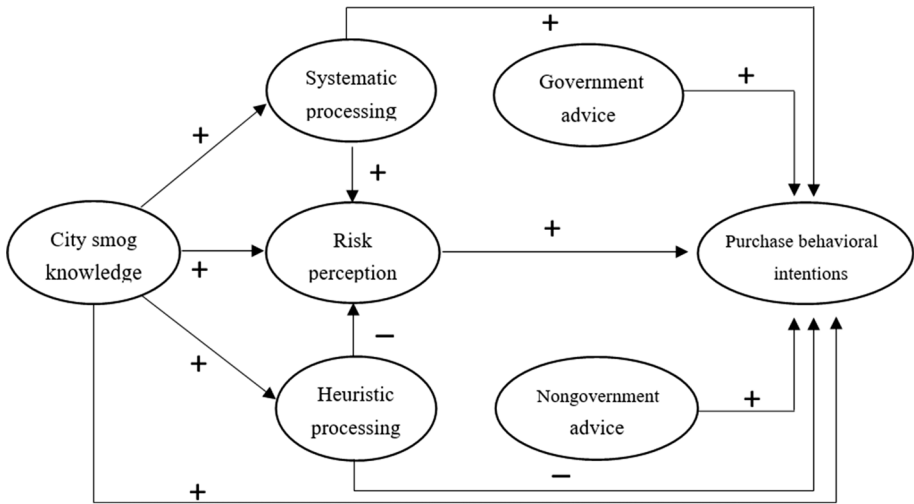 +
Systematic
processing
Government
advice
+
+
+
City smog
knowledge
+
Risk
perception
+
Purchase behavioral
intentions
−
+
Heuristic
processing
Nongovernment
advice
+
−
+